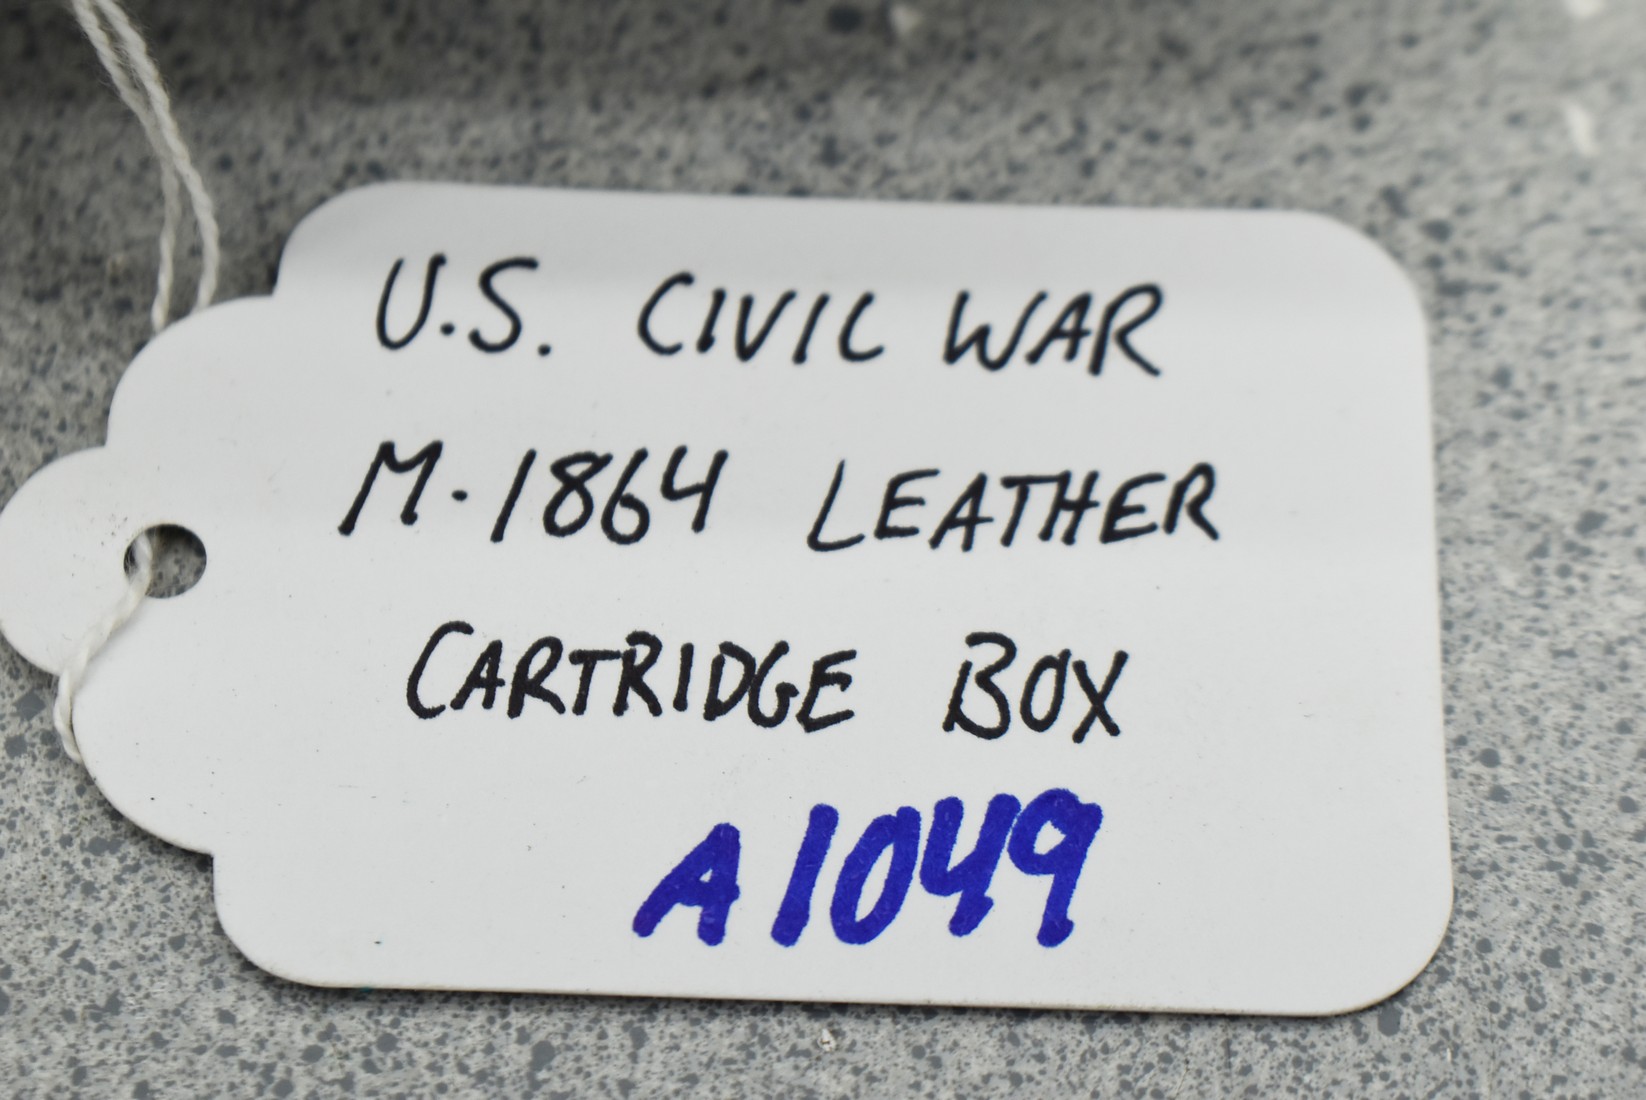 U.S. CIVIL WAR
M-1864 LEATHER
CARTRIDGE BOX
A1049